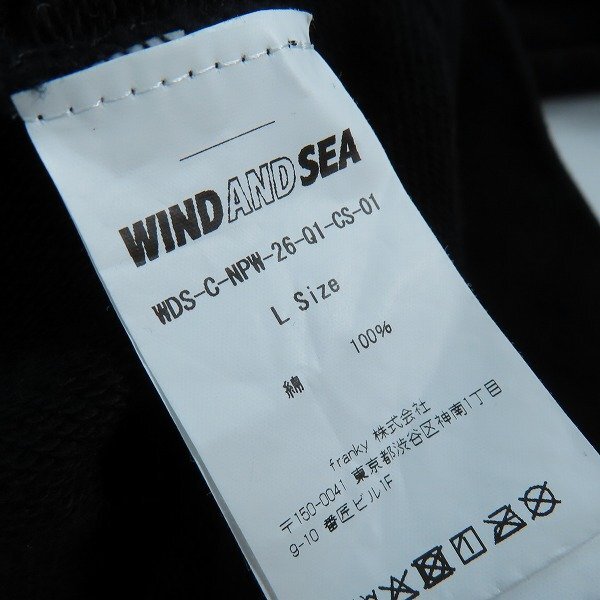 WIND AND SEA
WDS-C-NPW-26-Q1-CS-01
L Size
綿 100%
franky 株式会社
〒150-0041 東京都渋谷区神南1丁目
9-10 番匠ビル1F